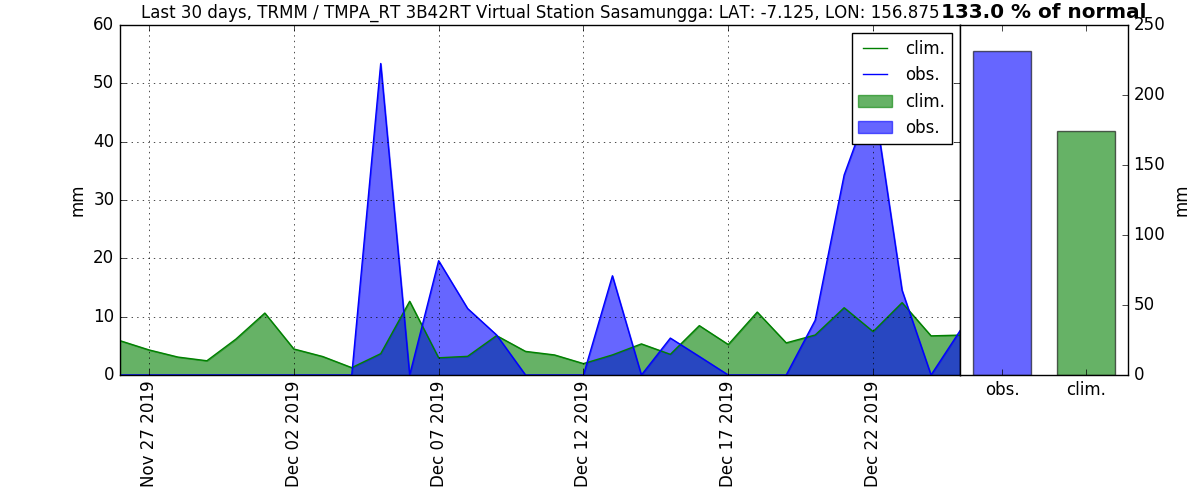 Last 30 days, TRMM / TMPA_RT 3B42RT Virtual Station Sasamungga: LAT: -7.125, LON: 156.875
133.0 % of normal
60
50
40
30
20
10
0
mm
clim.
obs.
clim.
obs.
250
200
150
100
50
0
mm
obs.
clim.
Nov 27 2019
Dec 02 2019
Dec 07 2019
Dec 12 2019
Dec 17 2019
Dec 22 2019